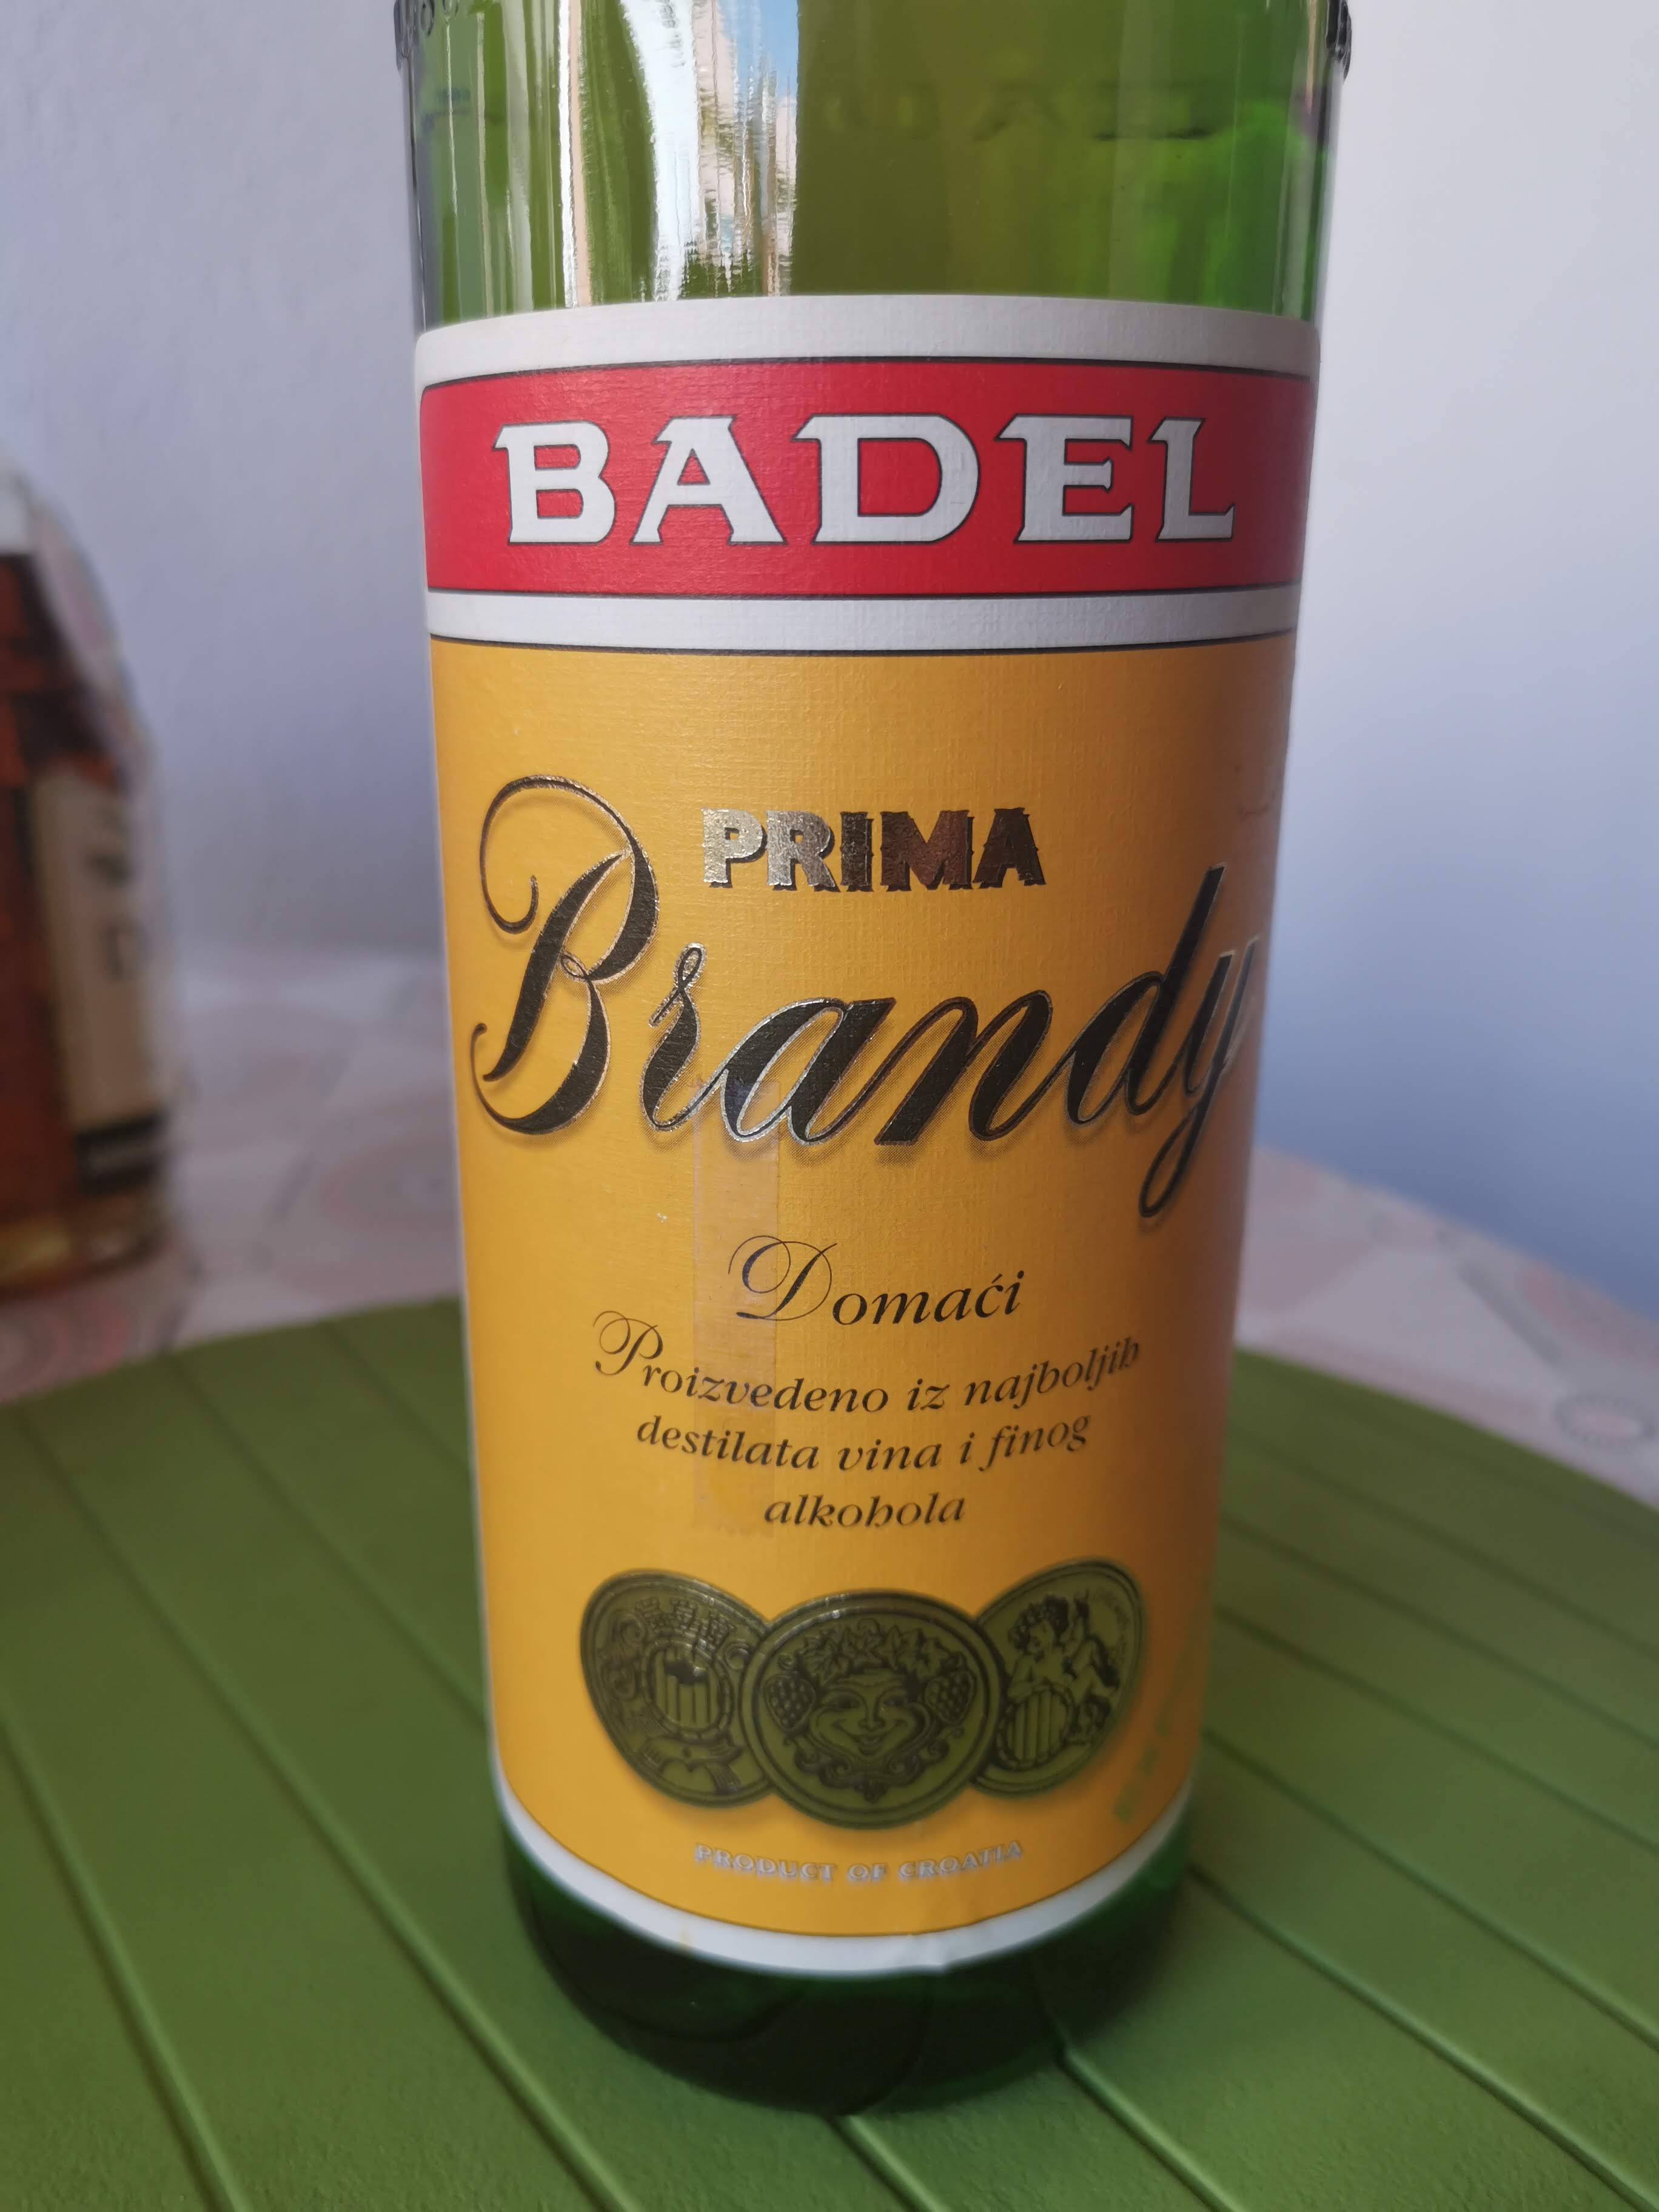 BADEL
PRIMA
Brandy
Domaći
Proizvedeno iz najboljih
destilata vina i finog
alkohola
PRODUCT OF CROATIA